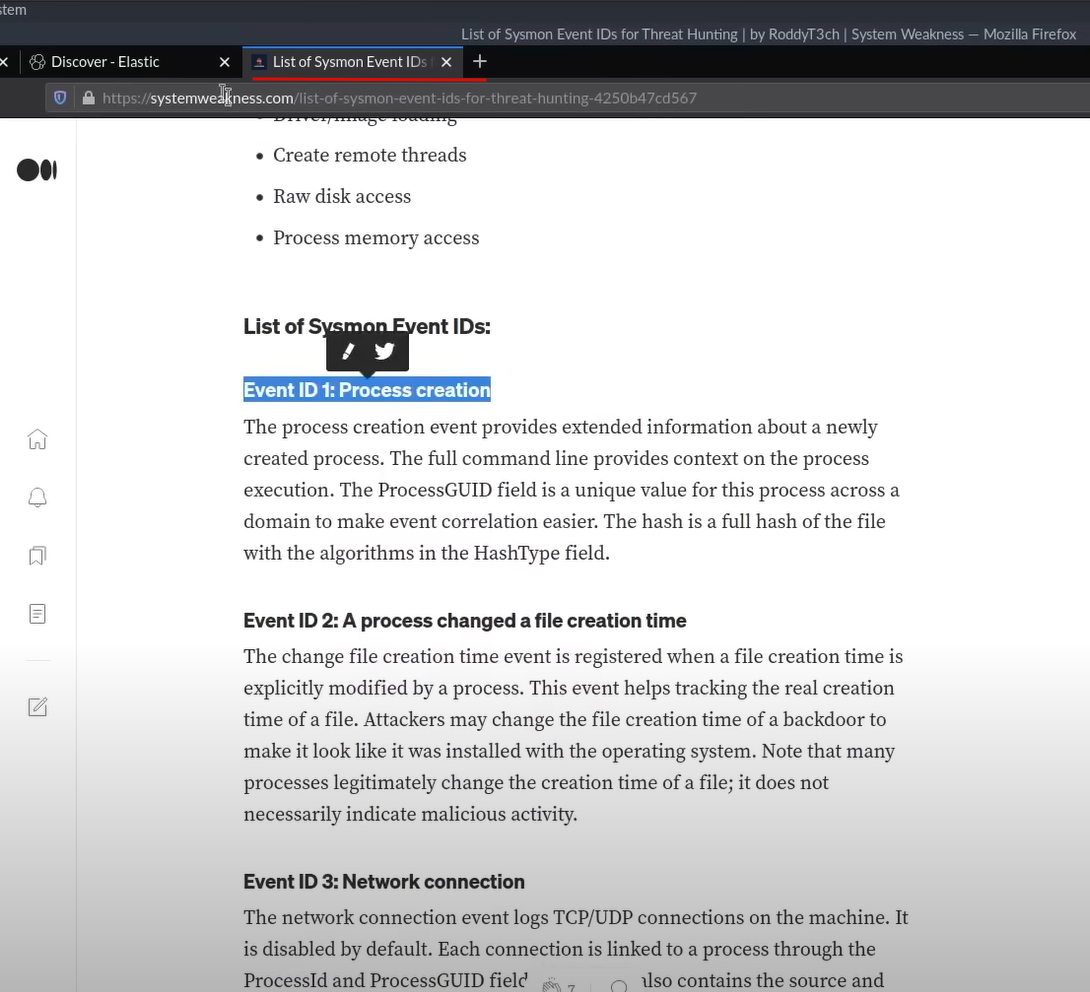 stem
List of Sysmon Event IDs for Threat Hunting | by RoddyT3ch | System Weakness — Mozilla Firefox
Discover - Elastic
List of Sysmon Event IDs
https://systemweakness.com/list-of-sysmon-event-ids-for-threat-hunting-4250b47cd567
Driver/image loading
Create remote threads
Raw disk access
Process memory access
List of Sysmon Event IDs:
Event ID 1: Process creation
The process creation event provides extended information about a newly
created process. The full command line provides context on the process
execution. The ProcessGUID field is a unique value for this process across a
domain to make event correlation easier. The hash is a full hash of the file
with the algorithms in the HashType field.
Event ID 2: A process changed a file creation time
The change file creation time event is registered when a file creation time is
explicitly modified by a process. This event helps tracking the real creation
time of a file. Attackers may change the file creation time of a backdoor to
make it look like it was installed with the operating system. Note that many
processes legitimately change the creation time of a file; it does not
necessarily indicate malicious activity.
Event ID 3: Network connection
The network connection event logs TCP/UDP connections on the machine. It
is disabled by default. Each connection is linked to a process through the
ProcessId and ProcessGUID field also contains the source and
7